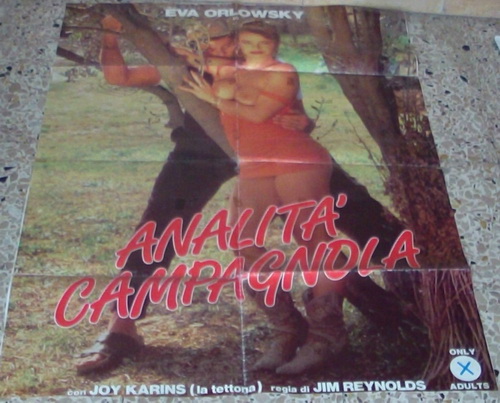 EVA ORLOWSKY
ANALITA'
CAMPAGNOLA
ONLY
X
ADULTS
con JOY KARINS (la tettona) regia di JIM REYNOLDS